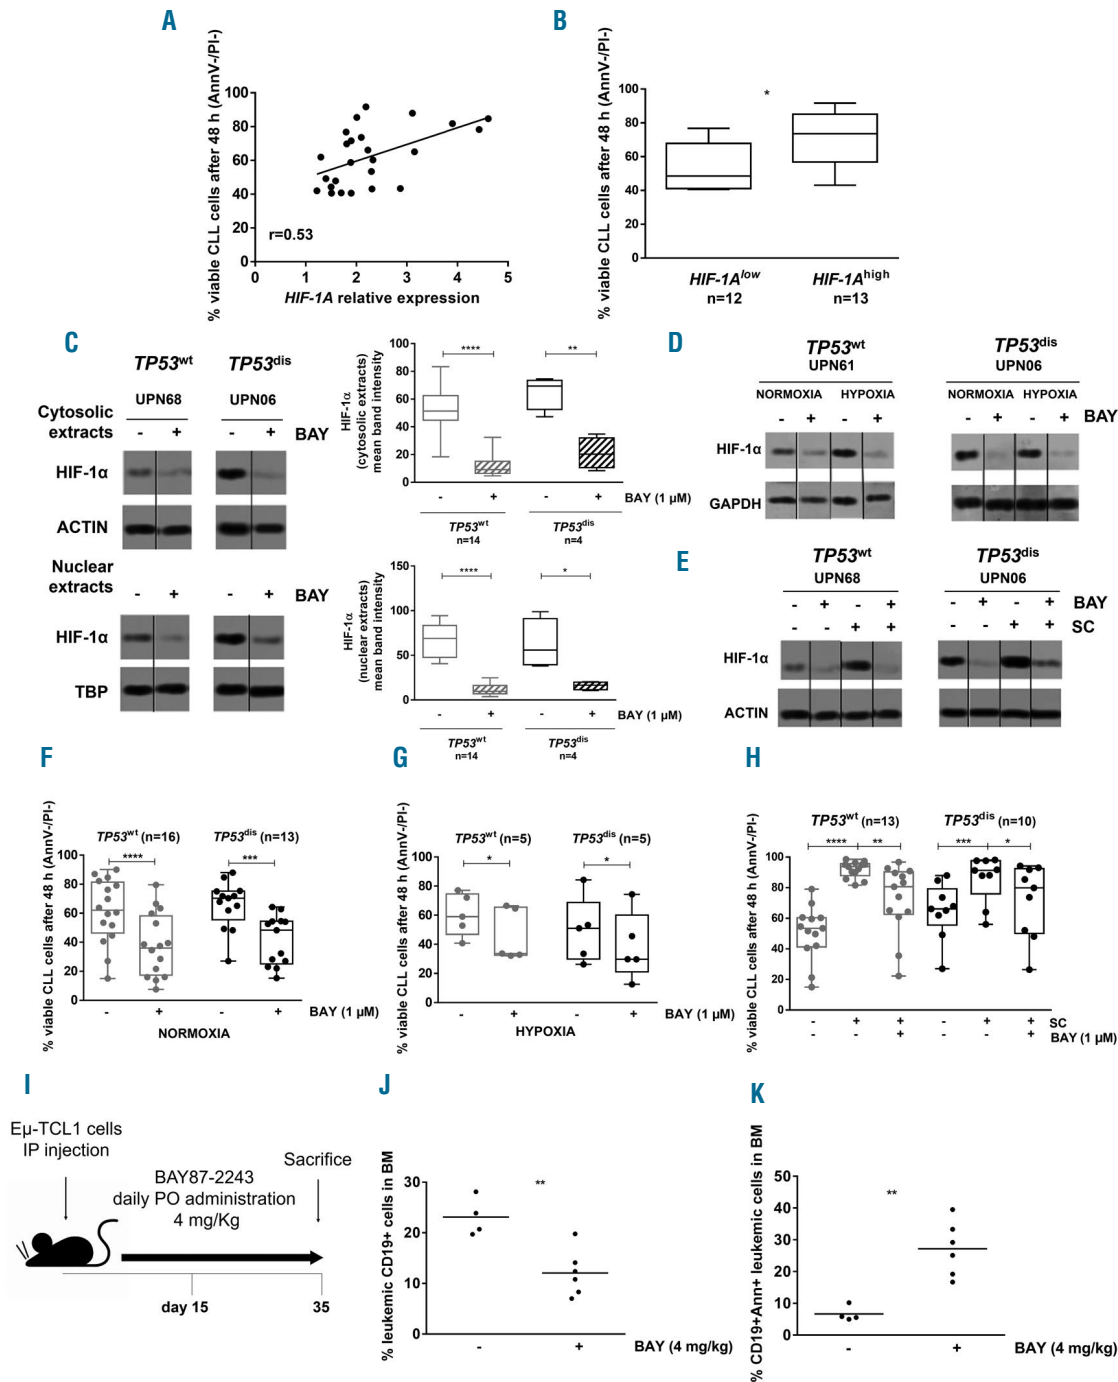 A
% viable CLL cells after 48 h (AnnV-/PI-)
100
80
60
40
20
0
r=0.53
0 1 2 3 4 5
HIF-1A relative expression
B
% viable CLL cells after 48 h (AnnV-/PI-)
100
80
60
40
20
0
*
HIF-1Alow HIF-1Ahigh
n=12 n=13
C
TP53wt TP53dis
UPN68 UPN06
Cytosolic extracts
- + - + BAY
HIF-1α
ACTIN
Nuclear extracts
- + - + BAY
HIF-1α
TBP
HIF-1α
(cytosolic extracts)
mean band intensity
100
80
60
40
20
0
**** **
- + - + BAY (1 µM)
TP53wt TP53dis
n=14 n=4
HIF-1α
(nuclear extracts)
mean band intensity
150
100
50
0
**** *
- + - + BAY (1 µM)
TP53wt TP53dis
n=14 n=4
D
TP53wt TP53dis
UPN61 UPN06
NORMOXIA HYPOXIA NORMOXIA HYPOXIA
- + - + - + - + BAY
HIF-1α
GAPDH
E
TP53wt TP53dis
UPN68 UPN06
- + - + - + - + BAY
- - + + - - + + SC
HIF-1α
ACTIN
F
% viable CLL cells after 48 h (AnnV-/PI-)
TP53wt (n=16) TP53dis (n=13)
**** ***
100
80
60
40
20
0
- + - + BAY (1 µM)
NORMOXIA
G
% viable CLL cells after 48 h (AnnV-/PI-)
TP53wt (n=5) TP53dis (n=5)
* *
100
80
60
40
20
0
- + - + BAY (1 µM)
HYPOXIA
H
% viable CLL cells after 48 h (AnnV-/PI-)
TP53wt (n=13) TP53dis (n=10)
**** ** *** *
100
80
60
40
20
0
- + + - + + SC
- - + - - + BAY (1 µM)
I
Eµ-TCL1 cells
IP injection
BAY87-2243
daily PO administration
4 mg/Kg
Sacrifice
day 15 35
J
% leukemic CD19+ cells in BM
30
20
10
0
**
- + BAY (4 mg/kg)
K
% CD19+Ann+ leukemic cells in BM
50
40
30
20
10
0
**
- + BAY (4 mg/kg)